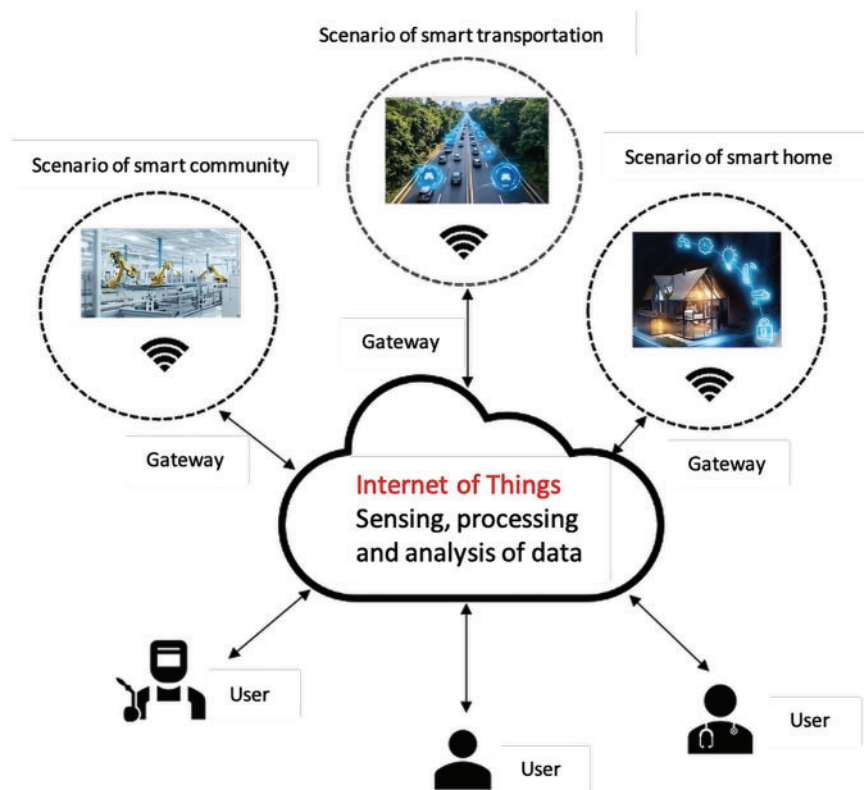 Scenario of smart transportation
Scenario of smart community
Scenario of smart home
Gateway
Gateway
Gateway
Internet of Things
Sensing, processing
and analysis of data
User
User
User